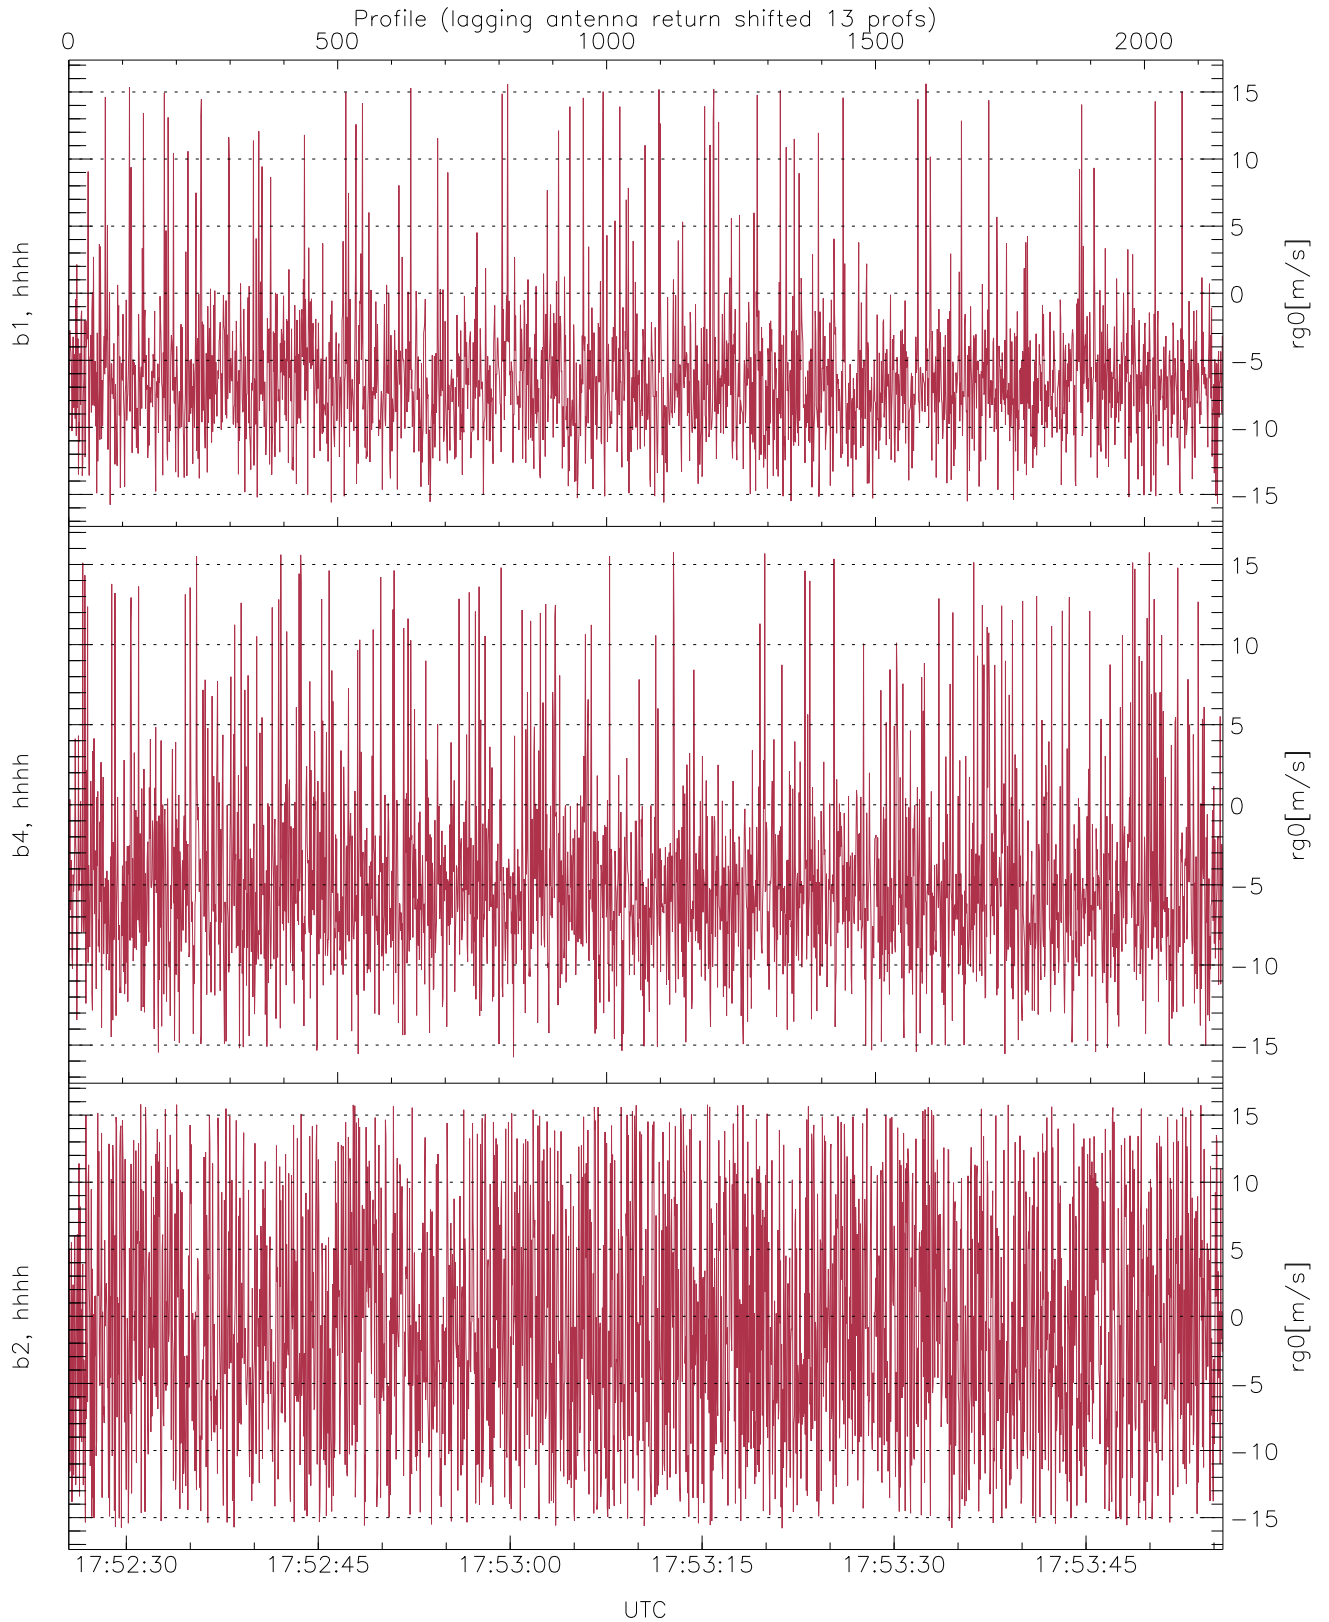 Profile (lagging antenna return shifted 13 profs)
0 500 1000 1500 2000
b1, hhhh
15
10
5
0
−5
−10
−15
rg0[m/s]
b4, hhhh
15
10
5
0
−5
−10
−15
rg0[m/s]
b2, hhhh
15
10
5
0
−5
−10
−15
rg0[m/s]
17:52:30 17:52:45 17:53:00 17:53:15 17:53:30 17:53:45
UTC